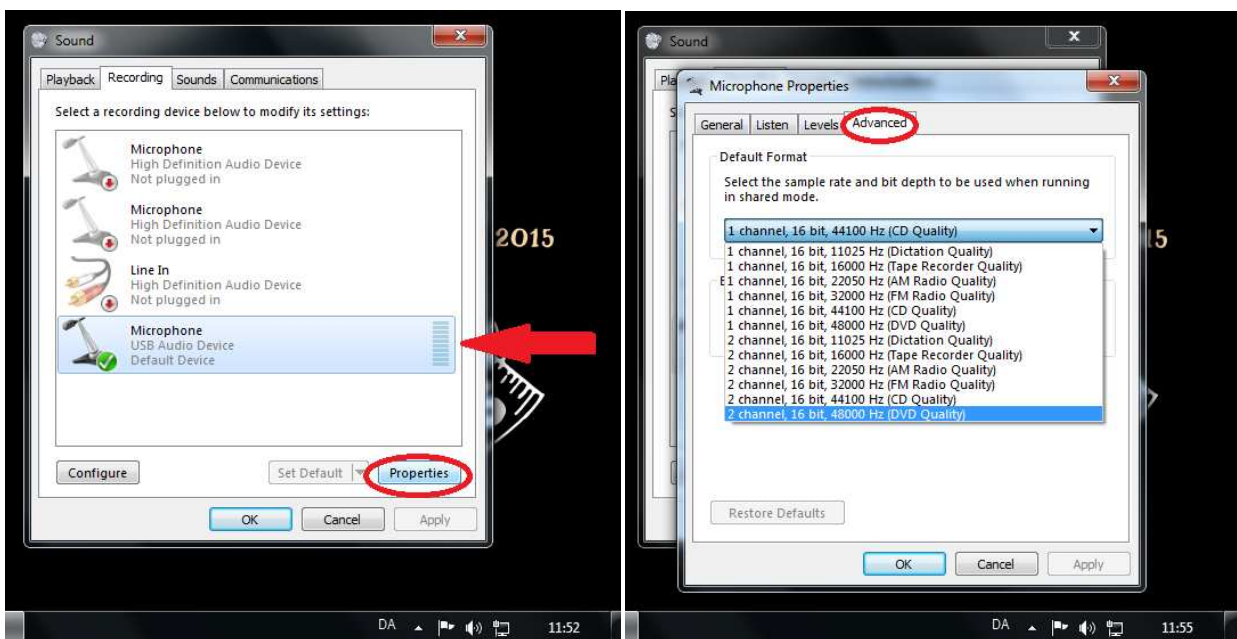 Sound
Playback Recording Sounds Communications
Select a recording device below to modify its settings:
Microphone
High Definition Audio Device
Not plugged in
Microphone
High Definition Audio Device
Not plugged in
Line In
High Definition Audio Device
Not plugged in
Microphone
USB Audio Device
Default Device
Configure Set Default Properties
OK Cancel Apply
2015
DA 11:52
Sound
Pla
S
Microphone Properties
General Listen Levels Advanced
Default Format
Select the sample rate and bit depth to be used when running
in shared mode.
1 channel, 16 bit, 44100 Hz (CD Quality)
1 channel, 16 bit, 11025 Hz (Dictation Quality)
1 channel, 16 bit, 16000 Hz (Tape Recorder Quality)
E
1 channel, 16 bit, 22050 Hz (AM Radio Quality)
1 channel, 16 bit, 32000 Hz (FM Radio Quality)
1 channel, 16 bit, 44100 Hz (CD Quality)
1 channel, 16 bit, 48000 Hz (DVD Quality)
2 channel, 16 bit, 11025 Hz (Dictation Quality)
2 channel, 16 bit, 16000 Hz (Tape Recorder Quality)
2 channel, 16 bit, 22050 Hz (AM Radio Quality)
2 channel, 16 bit, 32000 Hz (FM Radio Quality)
2 channel, 16 bit, 44100 Hz (CD Quality)
2 channel, 16 bit, 48000 Hz (DVD Quality)
Restore Defaults
OK Cancel Apply
15
DA 11:55